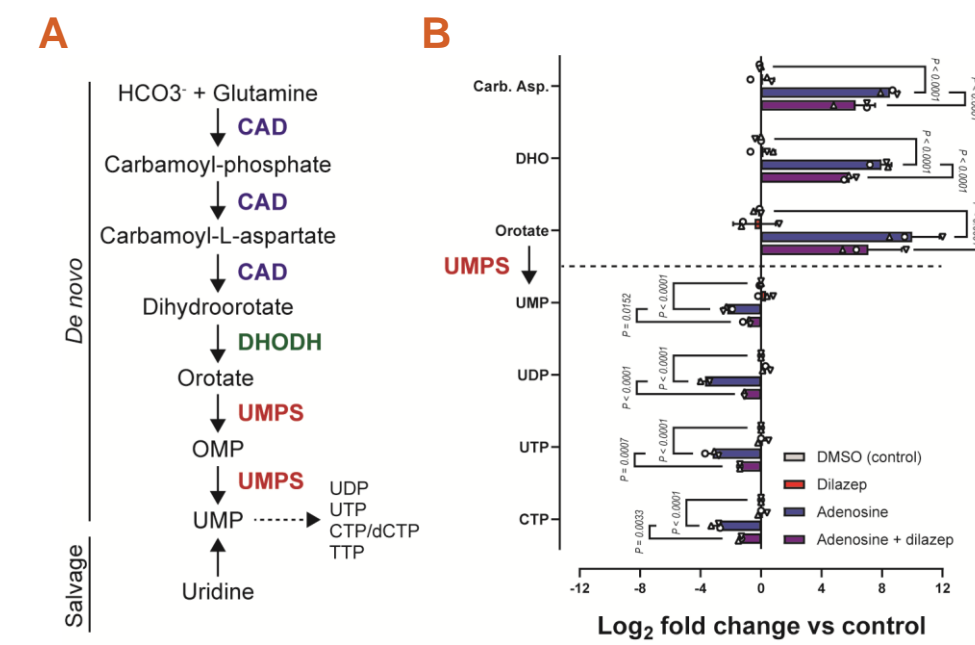 A
B
HCO3- + Glutamine
CAD
Carbamoyl-phosphate
CAD
Carbamoyl-L-aspartate
CAD
Dihydroorotate
DHODH
Orotate
UMPS
OMP
UMPS
UMP
UDP
UTP
CTP/dCTP
TTP
Uridine
De novo
Salvage
Carb. Asp.
P < 0.0001
DHO
P < 0.0001
P < 0.0001
Orotate
UMPS
UMP
P = 0.0152
P < 0.0001
UDP
P < 0.0001
P < 0.0001
UTP
P = 0.0007
P < 0.0001
CTP
P = 0.0033
P < 0.0001
DMSO (control)
Dilazep
Adenosine
Adenosine + dilazep
-12 -8 -4 0 4 8 12
Log2 fold change vs control